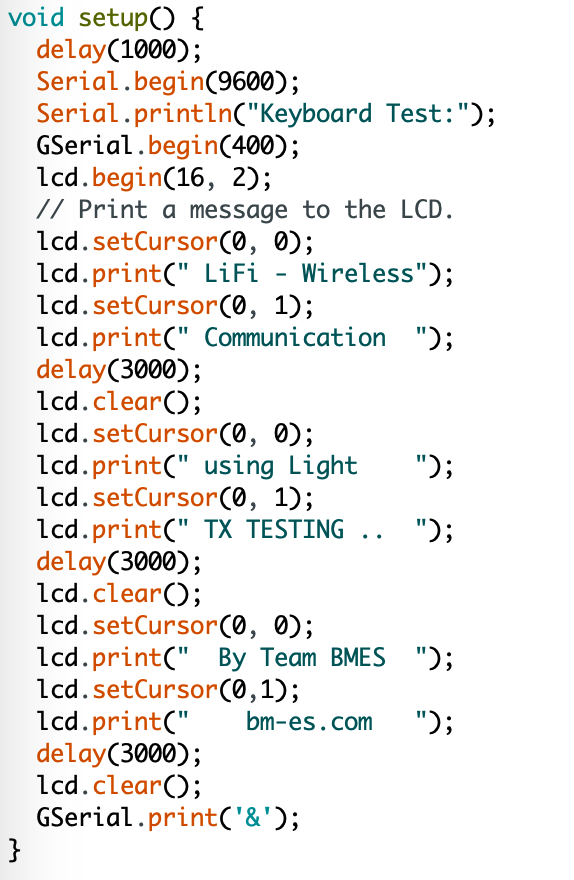 void setup() {
  delay(1000);
  Serial.begin(9600);
  Serial.println("Keyboard Test:");
  GSerial.begin(400);
  lcd.begin(16, 2);
  // Print a message to the LCD.
  lcd.setCursor(0, 0);
  lcd.print(" LiFi - Wireless");
  lcd.setCursor(0, 1);
  lcd.print(" Communication  ");
  delay(3000);
  lcd.clear();
  lcd.setCursor(0, 0);
  lcd.print(" using Light    ");
  lcd.setCursor(0, 1);
  lcd.print(" TX TESTING ..  ");
  delay(3000);
  lcd.clear();
  lcd.setCursor(0, 0);
  lcd.print("  By Team BMES  ");
  lcd.setCursor(0,1);
  lcd.print("    bm-es.com   ");
  delay(3000);
  lcd.clear();
  GSerial.print('&');
}